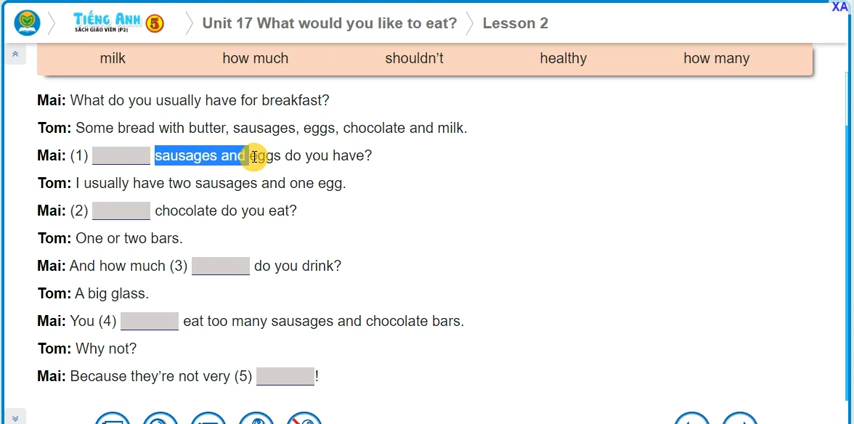 XA
TIẾNG ANH 5
SÁCH GIÁO VIÊN (P2)
Unit 17 What would you like to eat? Lesson 2
milk how much shouldn't healthy how many
Mai: What do you usually have for breakfast?
Tom: Some bread with butter, sausages, eggs, chocolate and milk.
Mai: (1) sausages and eggs do you have?
Tom: I usually have two sausages and one egg.
Mai: (2) chocolate do you eat?
Tom: One or two bars.
Mai: And how much (3) do you drink?
Tom: A big glass.
Mai: You (4) eat too many sausages and chocolate bars.
Tom: Why not?
Mai: Because they're not very (5) !